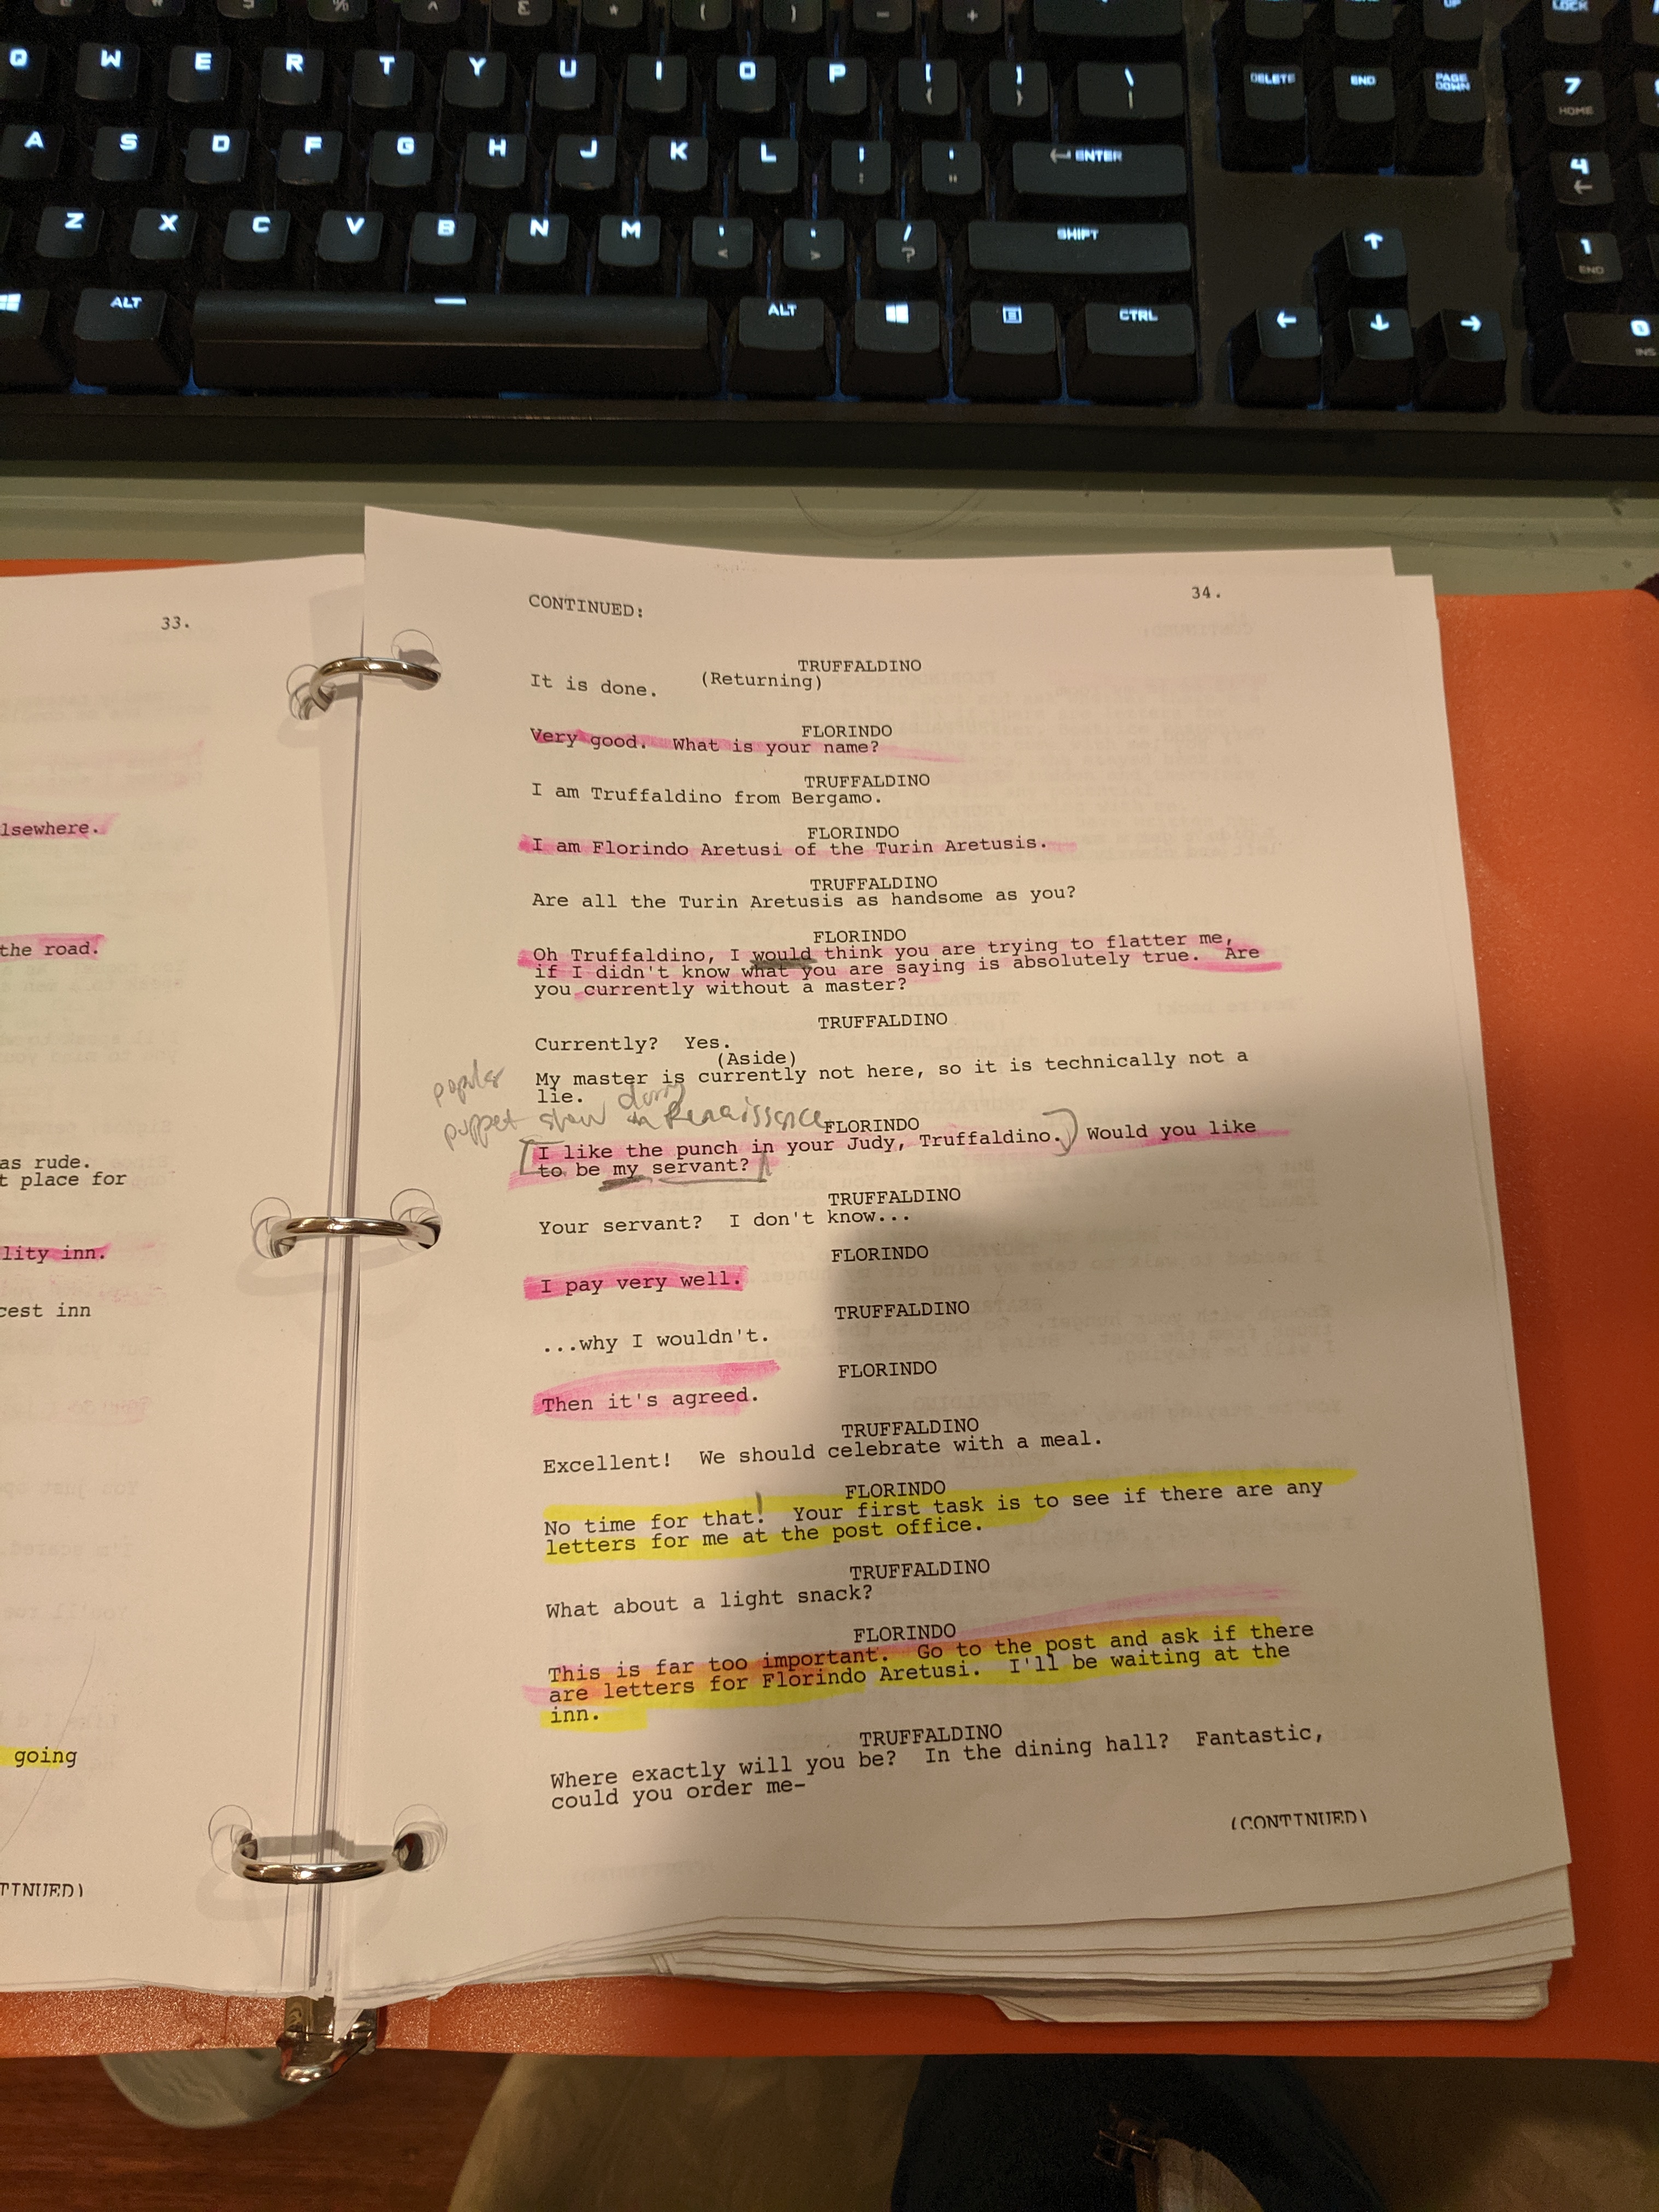 Q W E R T Y U I O P [ ] \
DELETE END PAGE DOWN 7 HOME
A S D F G H J K L ENTER
4
Z X C V B N M / ? SHIFT
1 END
ALT ALT CTRL
0 INS
33.
lsewhere.
the road.
as rude.
t place for
lity inn.
cest inn
going
TINUED)
CONTINUED:
34.
TRUFFALDINO
(Returning)
It is done.
FLORINDO
Very good. What is your name?
TRUFFALDINO
I am Truffaldino from Bergamo.
FLORINDO
I am Florindo Aretusi of the Turin Aretusis.
TRUFFALDINO
Are all the Turin Aretusis as handsome as you?
FLORINDO
Oh Truffaldino, I would think you are trying to flatter me,
if I didn't know what you are saying is absolutely true. Are
you currently without a master?
TRUFFALDINO
Currently? Yes.
(Aside)
My master is currently not here, so it is technically not a
lie.
popular
puppet show during Renaissance
FLORINDO
I like the punch in your Judy, Truffaldino. Would you like
to be my servant?
TRUFFALDINO
Your servant? I don't know...
FLORINDO
I pay very well.
TRUFFALDINO
...why I wouldn't.
FLORINDO
Then it's agreed.
TRUFFALDINO
Excellent! We should celebrate with a meal.
FLORINDO
No time for that! Your first task is to see if there are any
letters for me at the post office.
TRUFFALDINO
What about a light snack?
FLORINDO
This is far too important. Go to the post and ask if there
are letters for Florindo Aretusi. I'll be waiting at the
inn.
TRUFFALDINO
Where exactly will you be? In the dining hall? Fantastic,
could you order me-
(CONTINUED)